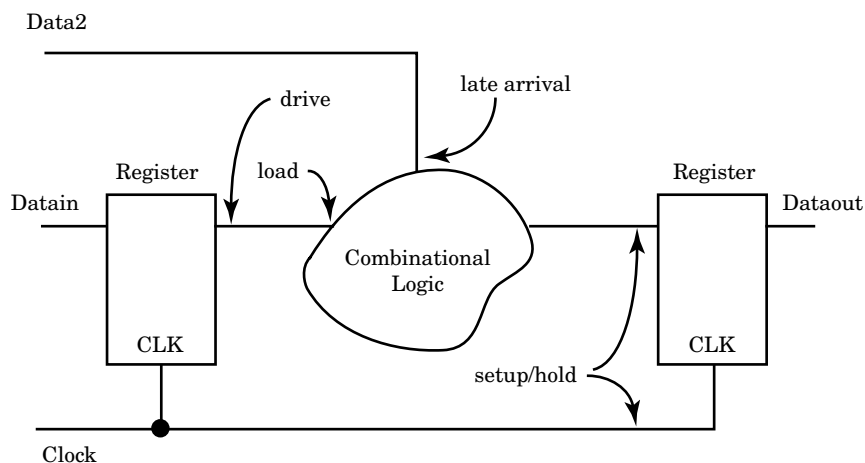 Data2
late arrival
drive
Register
load
Register
Datain
Dataout
Combinational
Logic
CLK
CLK
setup/hold
Clock